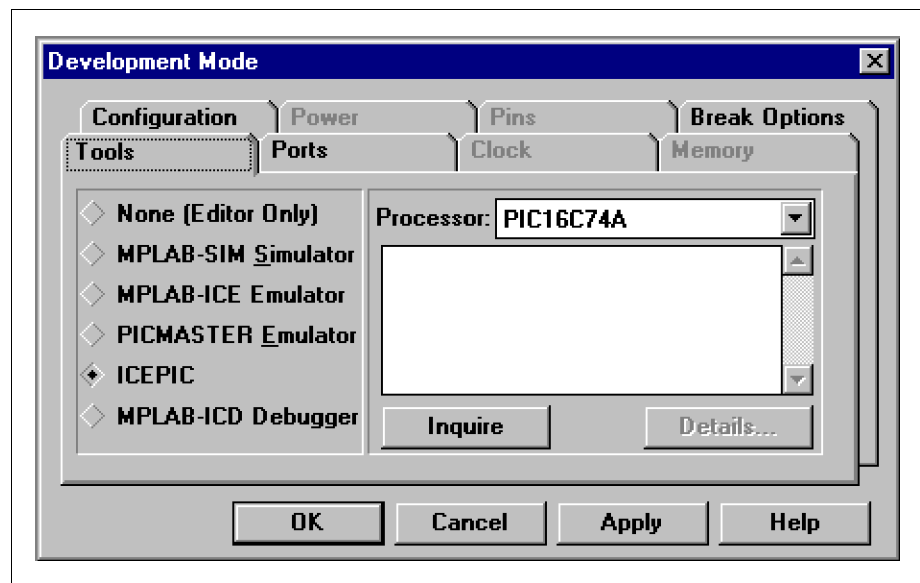 Development Mode
Configuration Power Pins Break Options
Tools Ports Clock Memory
None (Editor Only)
MPLAB-SIM Simulator
MPLAB-ICE Emulator
PICMASTER Emulator
ICEPIC
MPLAB-ICD Debugger
Processor: PIC16C74A
Inquire Details...
OK Cancel Apply Help